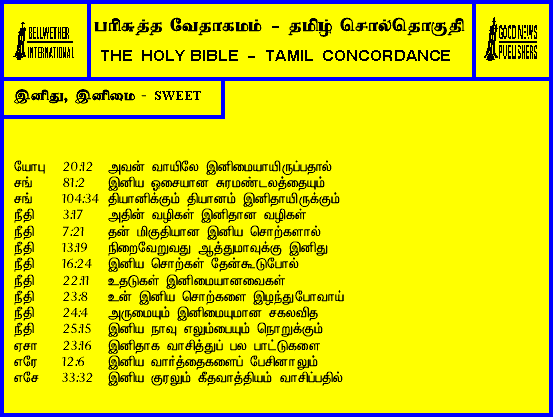 BELLWETHER INTERNATIONAL
பரிசுத்த வேதாகமம் - தமிழ் சொல்தொகுதி
THE HOLY BIBLE - TAMIL CONCORDANCE
GOOD NEWS PUBLISHERS
இனிது, இனிமை - SWEET
யோபு 20:12 அவன் வாயிலே இனிமையாயிருப்பதால்
சங் 81:2 இனிய ஓசையான சுரமண்டலத்தையும்
சங் 104:34 தியானிக்கும் தியானம் இனிதாயிருக்கும்
நீதி 3:17 அதின் வழிகள் இனிதான வழிகள்
நீதி 7:21 தன் மிகுதியான இனிய சொற்களால்
நீதி 13:19 நிறைவேறுவது ஆத்துமாவுக்கு இனிது
நீதி 16:24 இனிய சொற்கள் தேன்கூடுபோல்
நீதி 22:11 உதடுகள் இனிமையானவைகள்
நீதி 23:8 உன் இனிய சொற்களை இழந்துபோவாய்
நீதி 24:4 அருமையும் இனிமையுமான சகலவித
நீதி 25:15 இனிய நாவு எலும்பையும் நொறுக்கும்
ஏசா 23:16 இனிதாக வாசித்துப் பல பாட்டுகளை
எரே 12:6 இனிய வார்த்தைகளைப் பேசினாலும்
எசே 33:32 இனிய குரலும் கீதவாத்தியம் வாசிப்பதில்